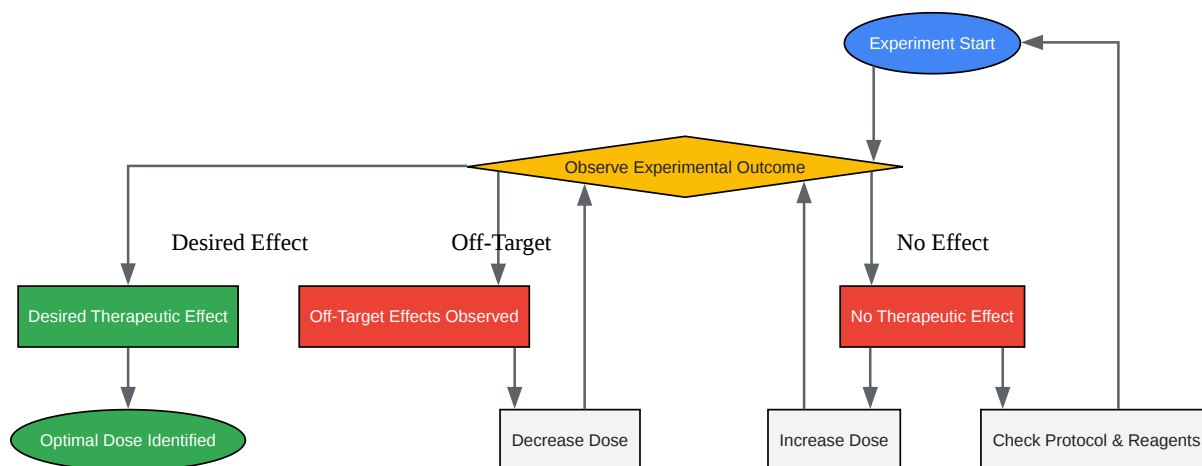 Experiment Start
Observe Experimental Outcome
Desired Effect
Off-Target
No Effect
Desired Therapeutic Effect
Off-Target Effects Observed
No Therapeutic Effect
Optimal Dose Identified
Decrease Dose
Increase Dose
Check Protocol & Reagents